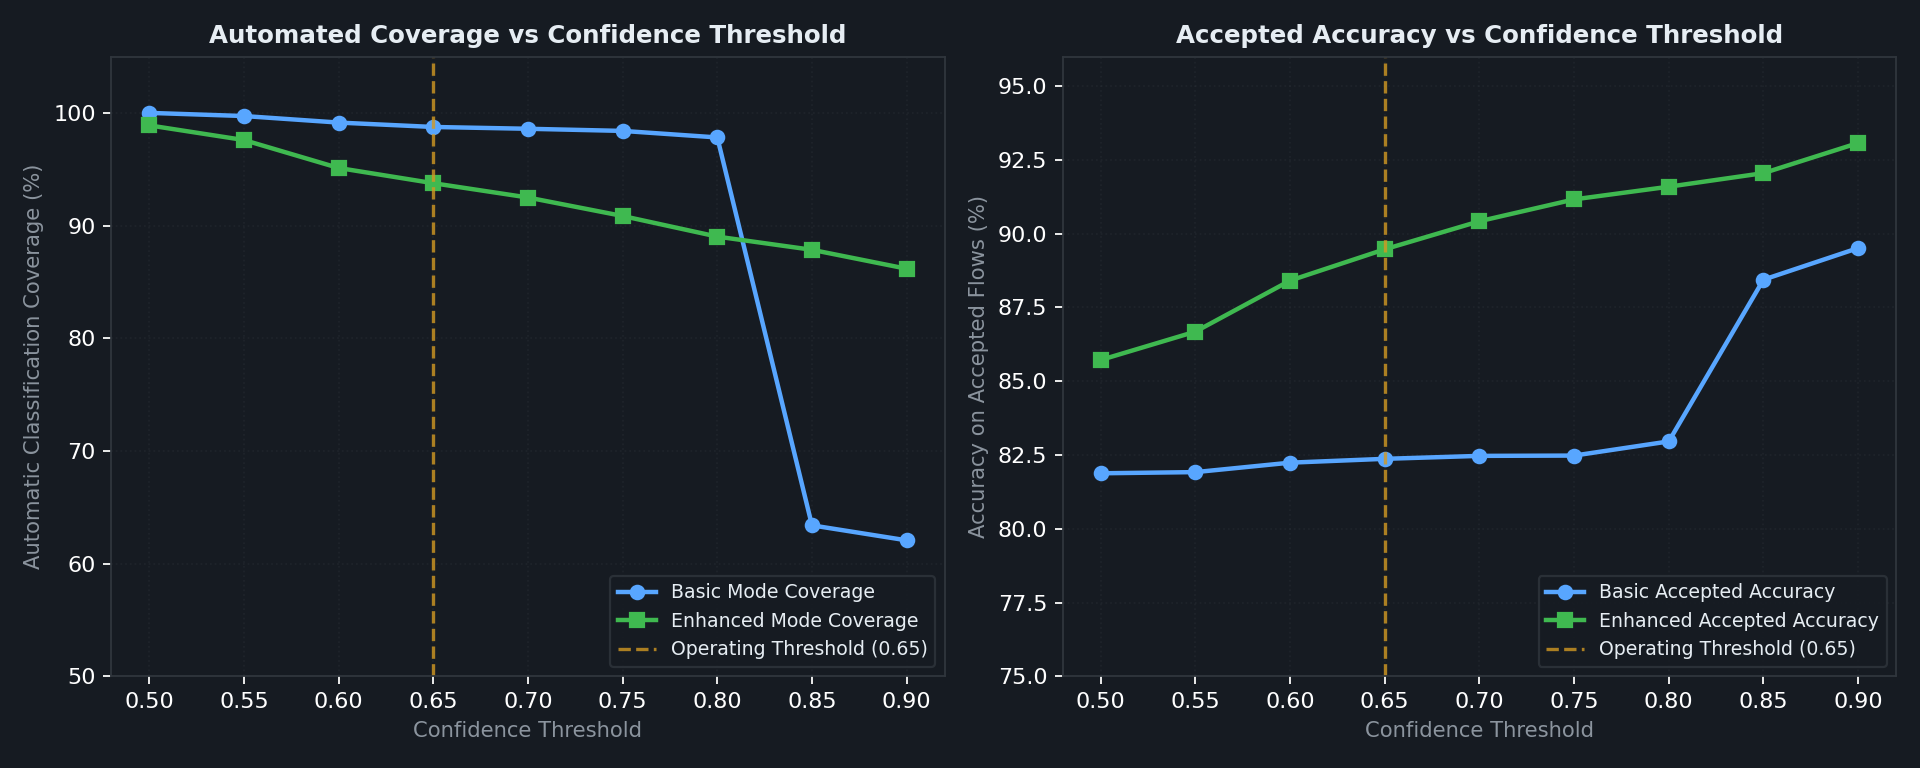 Automated Coverage vs Confidence Threshold
Automatic Classification Coverage (%)
100
90
80
70
60
50
0.50 0.55 0.60 0.65 0.70 0.75 0.80 0.85 0.90
Confidence Threshold
Basic Mode Coverage
Enhanced Mode Coverage
Operating Threshold (0.65)
Accepted Accuracy vs Confidence Threshold
Accuracy on Accepted Flows (%)
95.0
92.5
90.0
87.5
85.0
82.5
80.0
77.5
75.0
0.50 0.55 0.60 0.65 0.70 0.75 0.80 0.85 0.90
Confidence Threshold
Basic Accepted Accuracy
Enhanced Accepted Accuracy
Operating Threshold (0.65)